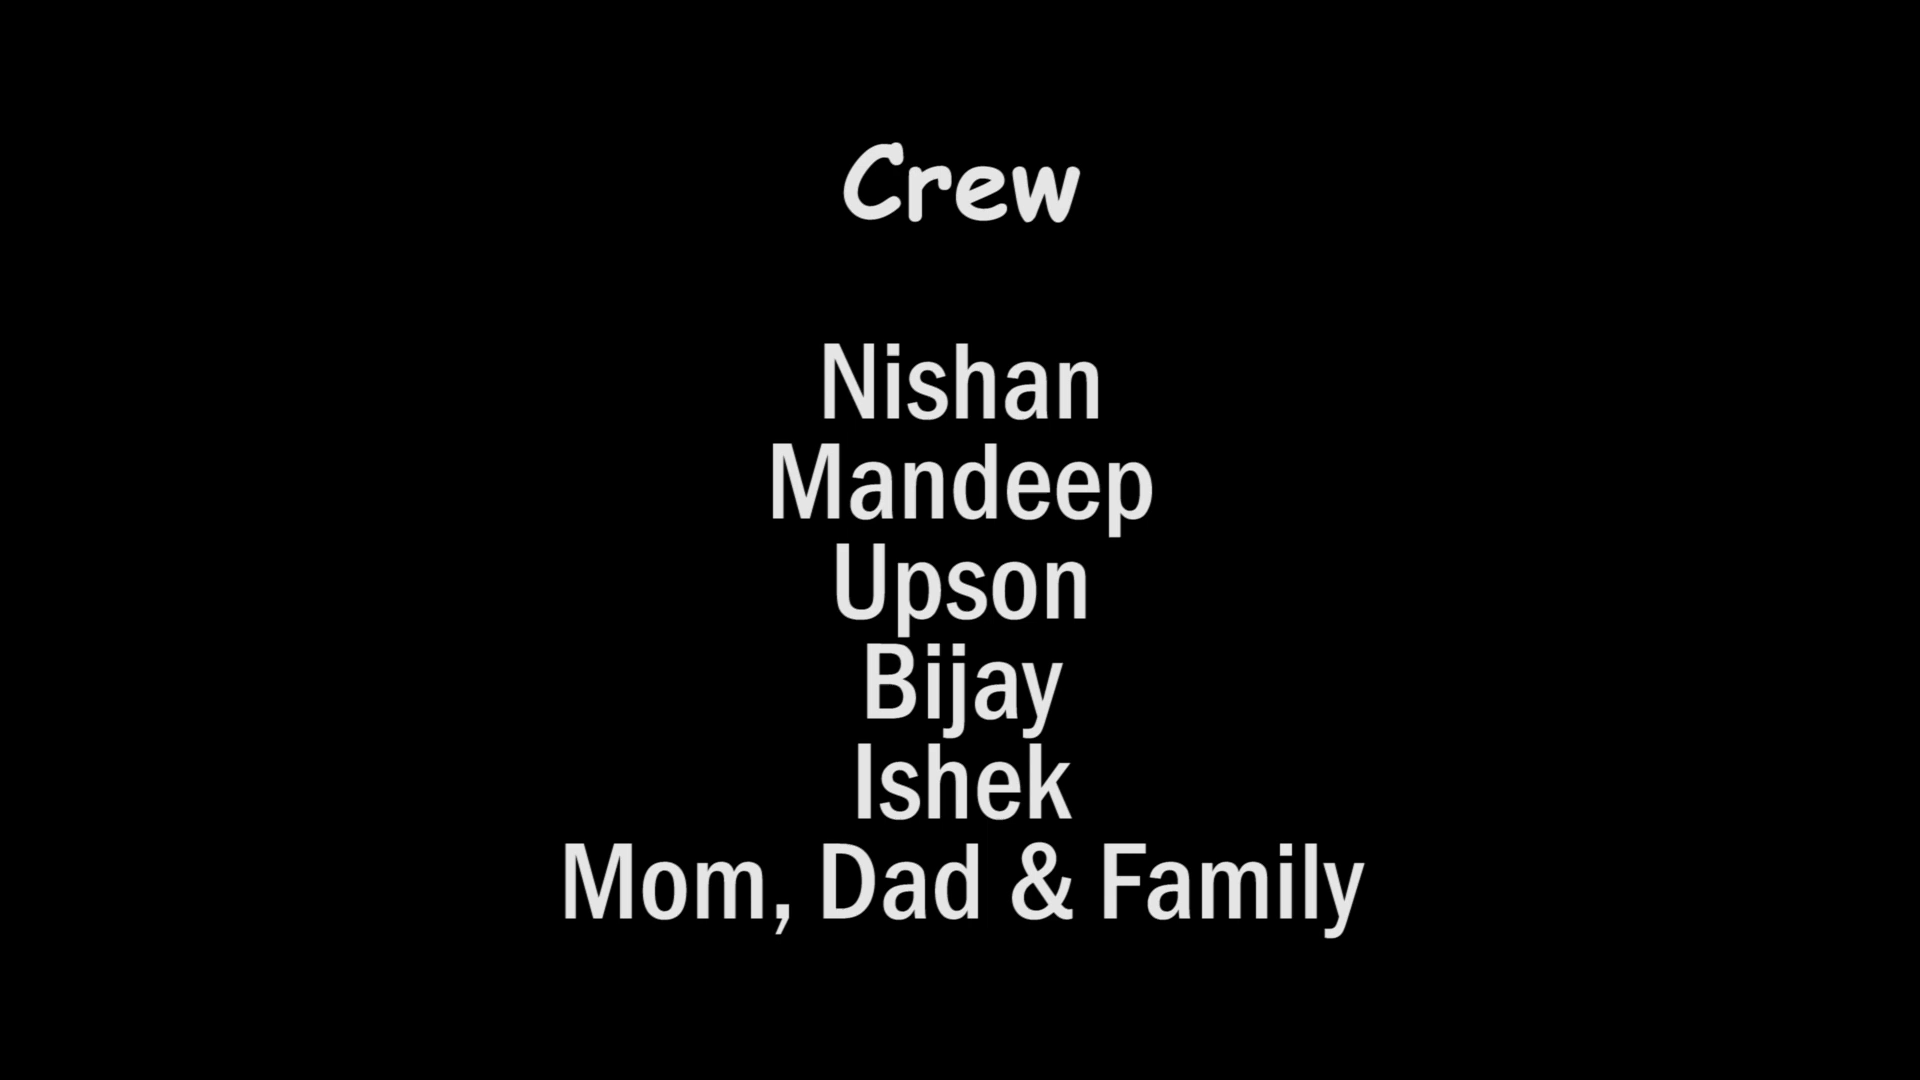 Crew
Nishan
Mandeep
Upson
Bijay
Ishek
Mom, Dad & Family